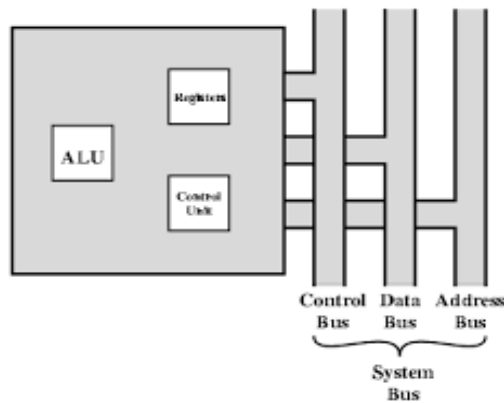 Registers
ALU
Control
Unit
Control Data Address
Bus Bus Bus
System
Bus